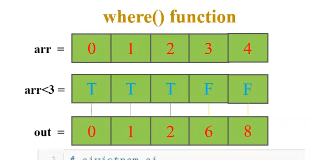 where() function
arr = 0 1 2 3 4
arr<3 = T T T F F
out = 0 1 2 6 8